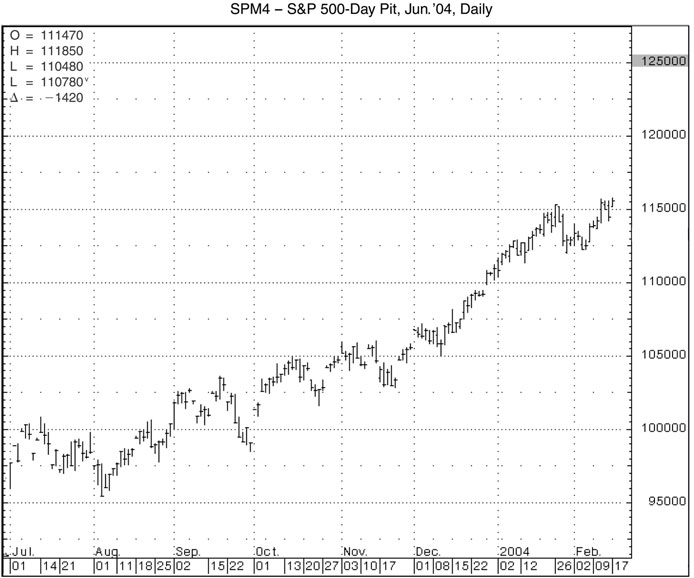 SPM4 – S&P 500-Day Pit, Jun.'04, Daily
O = 111470
H = 111850
L = 110480
L = 110780v
Δ = -1420
125000
120000
115000
110000
105000
100000
95000
Jul. Aug. Sep. Oct. Nov. Dec. 2004 Feb.
01 14 21 01 11 18 25 02 15 22 01 13 20 27 03 10 17 01 08 15 22 02 12 26 02 09 17